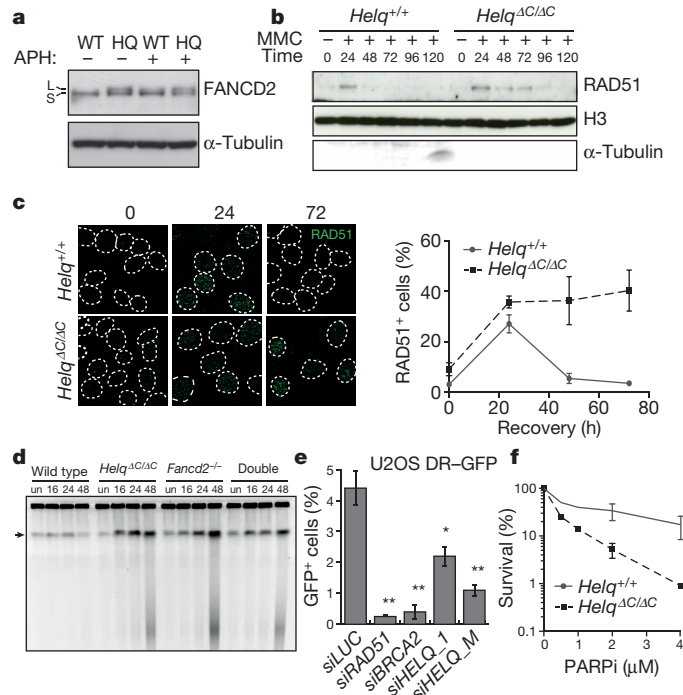 a
WT HQ WT HQ
APH: – – + +
L
S
FANCD2
α-Tubulin
b
Helq+/+ HelqΔC/ΔC
MMC – + + + + + – + + + + +
Time 0 24 48 72 96 120 0 24 48 72 96 120
RAD51
H3
α-Tubulin
c
0 24 72
RAD51
Helq+/+
HelqΔC/ΔC
RAD51+ cells (%)
60
40
20
0
Helq+/+
HelqΔC/ΔC
0 20 40 60 80
Recovery (h)
d
Wild type HelqΔC/ΔC Fancd2−/− Double
un 16 24 48 un 16 24 48 un 16 24 48 un 16 24 48
e
U2OS DR–GFP
GFP+ cells (%)
5
4
3
2
1
0
** ** * **
siLUC
siRAD51
siBRCA2
siHELQ_1
siHELQ_M
f
Survival (%)
100
10
1
0.1
Helq+/+
HelqΔC/ΔC
0 1 2 3 4
PARPi (μM)